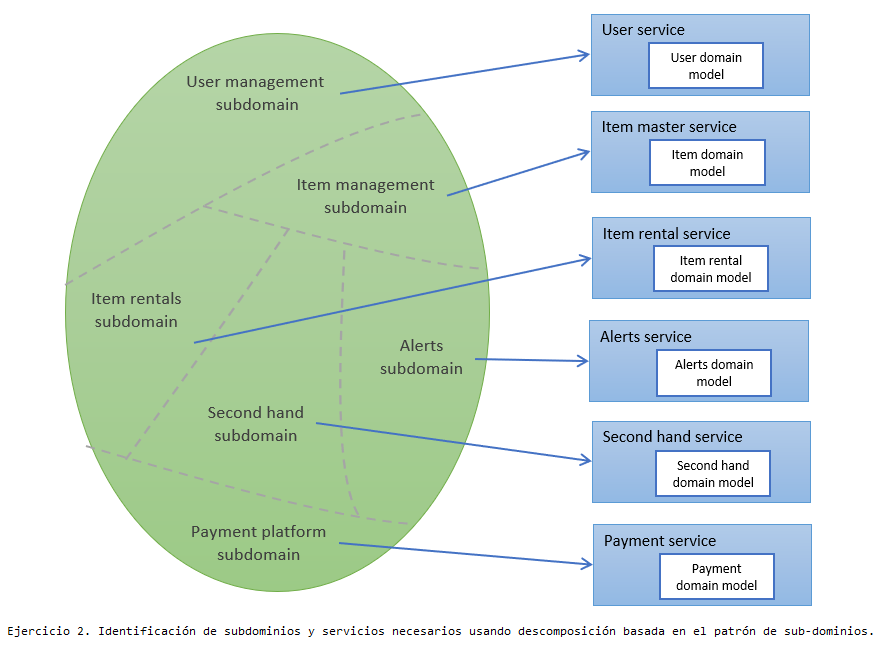 User management
subdomain
Item management
subdomain
Item rentals
subdomain
Alerts
subdomain
Second hand
subdomain
Payment platform
subdomain
User service
User domain
model
Item master service
Item domain
model
Item rental service
Item rental
domain model
Alerts service
Alerts domain
model
Second hand service
Second hand
domain model
Payment service
Payment
domain model
Ejercicio 2. Identificación de subdominios y servicios necesarios usando descomposición basada en el patrón de sub-dominios.